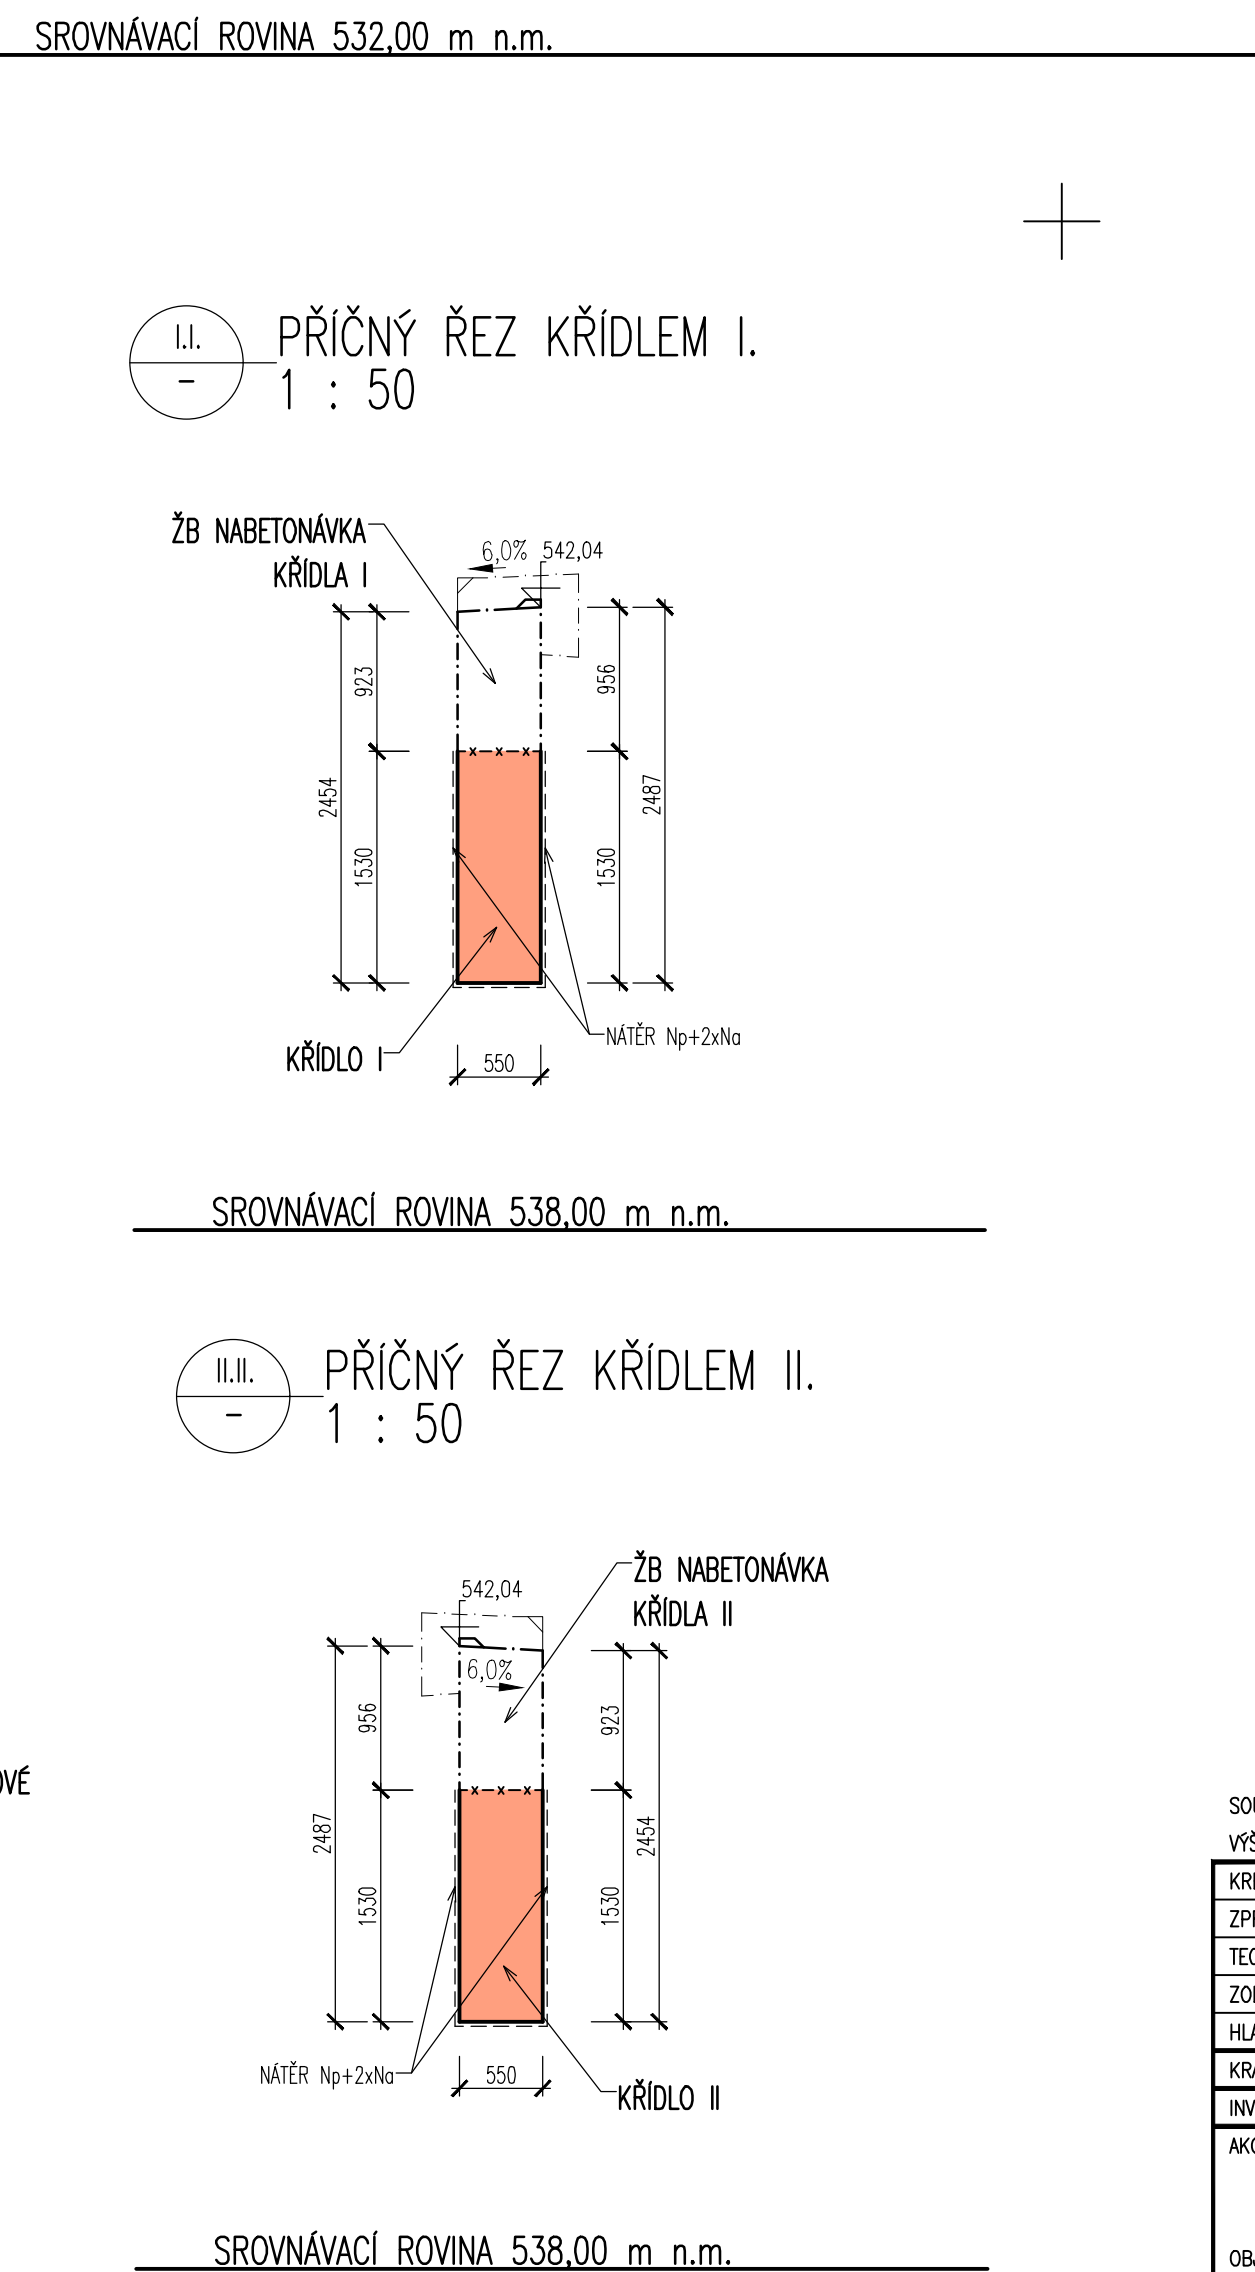 SROVNÁVACÍ ROVINA 532,00 m n.m.
I.I.
–
PŘÍČNÝ ŘEZ KŘÍDLEM I.
1 : 50
ŽB NABETONÁVKA
KŘÍDLA I
6,0%
542,04
923
956
2454
2487
1530
1530
NÁTĚR Np+2xNa
KŘÍDLO I
550
SROVNÁVACÍ ROVINA 538,00 m n.m.
II.II.
–
PŘÍČNÝ ŘEZ KŘÍDLEM II.
1 : 50
ŽB NABETONÁVKA
KŘÍDLA II
542,04
6,0%
956
923
2487
2454
1530
1530
NÁTĚR Np+2xNa
550
KŘÍDLO II
SROVNÁVACÍ ROVINA 538,00 m n.m.